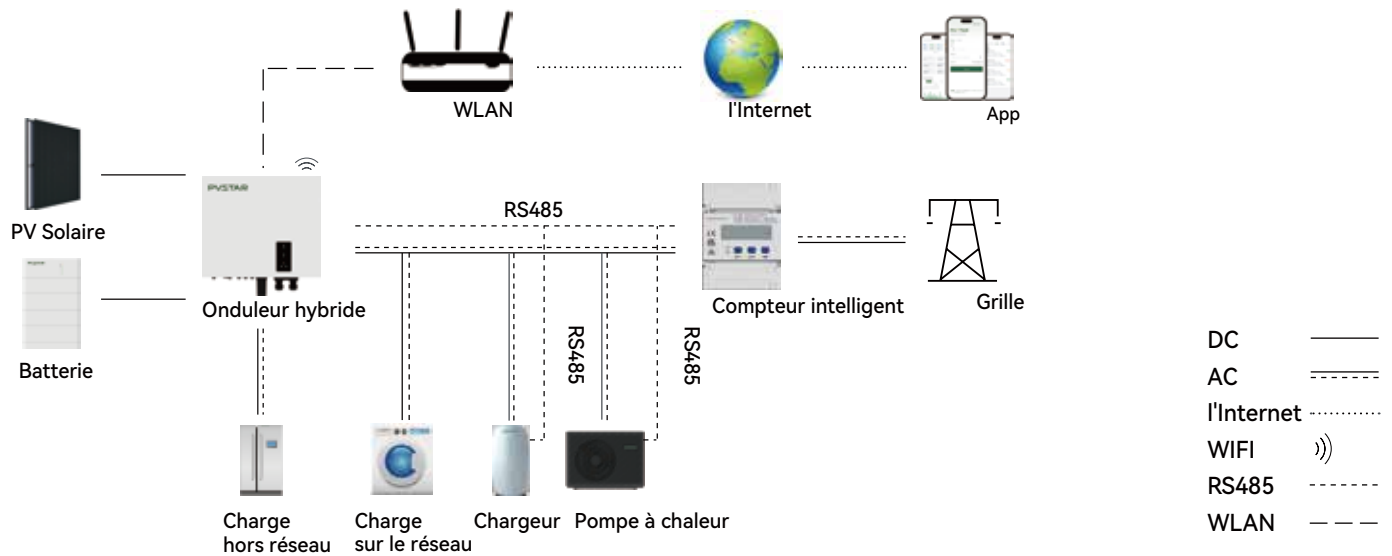 WLAN
l'Internet
App
PVSTAR
PV Solaire
RS485
Onduleur hybride
Compteur intelligent
Grille
Batterie
RS485
RS485
Charge
hors réseau
Charge
sur le réseau
Chargeur
Pompe à chaleur
DC
AC
l'Internet
WIFI
RS485
WLAN